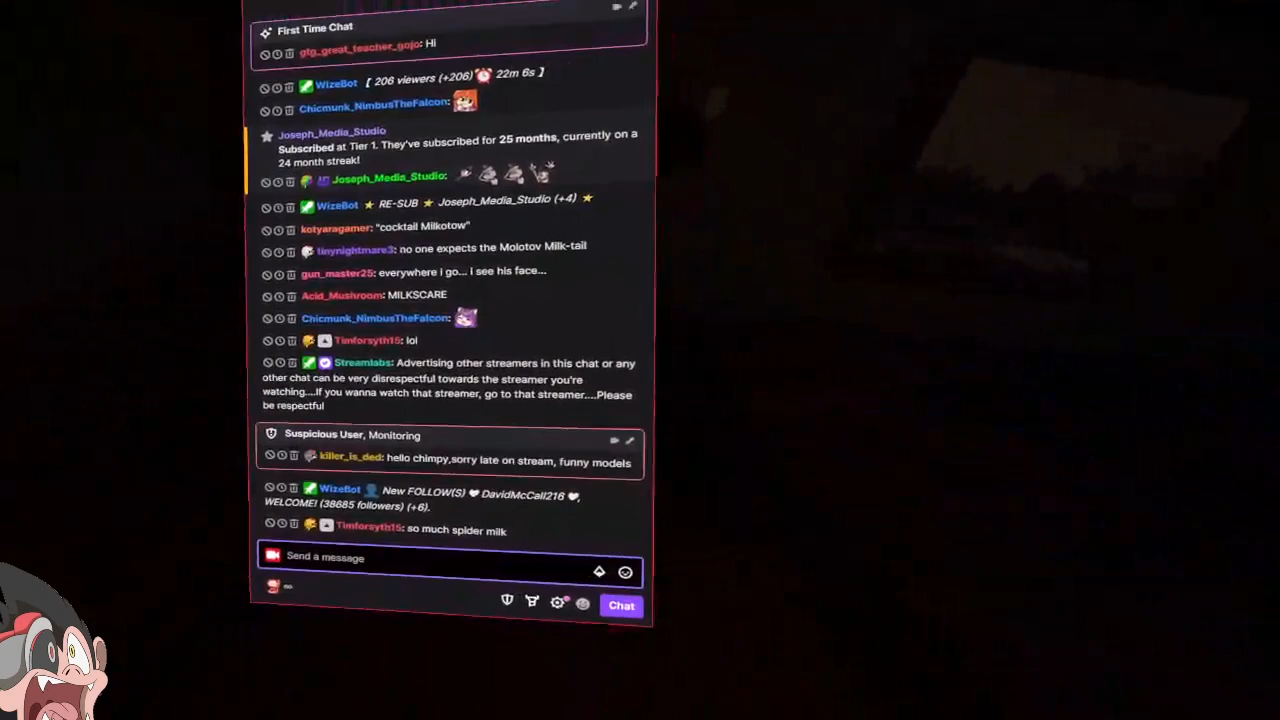 First Time Chat
gtg_great_teacher_gojo: Hi
WizeBot [ 206 viewers (+206) 22m 6s ]
Chicmunk_NimbusTheFalcon:
Joseph_Media_Studio
Subscribed at Tier 1. They've subscribed for 25 months, currently on a
24 month streak!
Joseph_Media_Studio:
WizeBot RE-SUB Joseph_Media_Studio (+4)
kotyaragamer: "cocktail Milkotow"
tinynightmare3: no one expects the Molotov Milk-tail
gun_master25: everywhere i go... i see his face...
Acid_Mushroom: MILKSCARE
Chicmunk_NimbusTheFalcon:
Timforsyth15: lol
Streamlabs: Advertising other streamers in this chat or any
other chat can be very disrespectful towards the streamer you're
watching....If you wanna watch that streamer, go to that streamer....Please
be respectful
Suspicious User, Monitoring
killer_is_ded: hello chimpy,sorry late on stream, funny models
WizeBot New FOLLOW(S) DavidMcCall216 ,
WELCOME! (38685 followers) (+6).
Timforsyth15: so much spider milk
Send a message
Chat